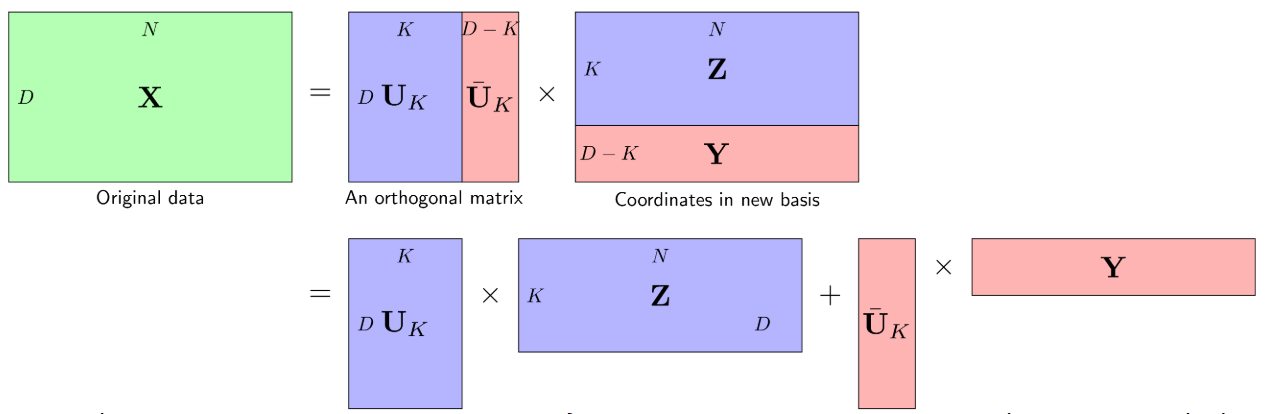 N K D − K N
K Z
D X = D U_K Ū_K ×
D − K Y
Original data An orthogonal matrix Coordinates in new basis
K N
× Y
= D U_K × K Z + 
D Ū_K